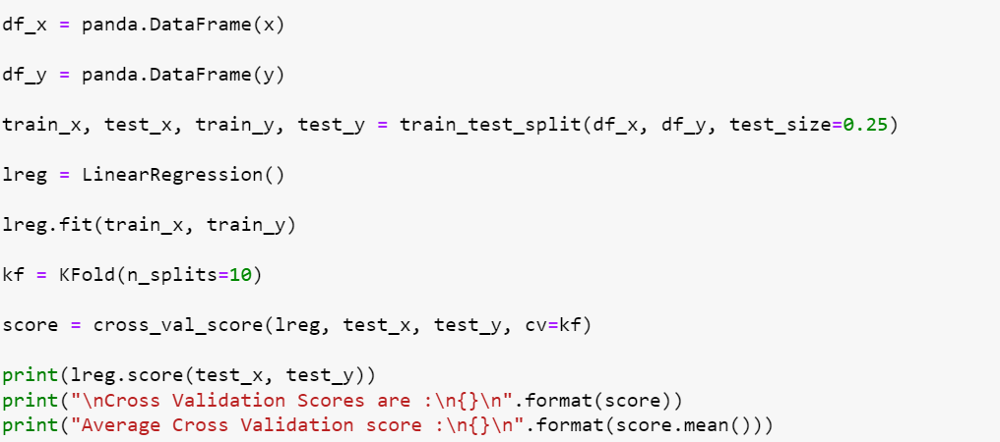 df_x = panda.DataFrame(x)
df_y = panda.DataFrame(y)
train_x, test_x, train_y, test_y = train_test_split(df_x, df_y, test_size=0.25)
lreg = LinearRegression()
lreg.fit(train_x, train_y)
kf = KFold(n_splits=10)
score = cross_val_score(lreg, test_x, test_y, cv=kf)
print(lreg.score(test_x, test_y))
print("\nCross Validation Scores are :\n{}\n".format(score))
print("Average Cross Validation score :\n{}\n".format(score.mean()))